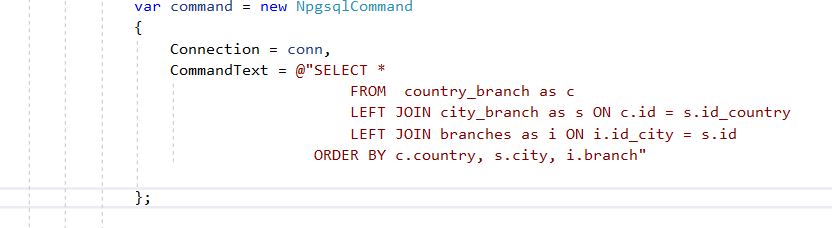 var command = new NpgsqlCommand
{
Connection = conn,
CommandText = @"SELECT *
FROM  country_branch as c
LEFT JOIN city_branch as s ON c.id = s.id_country
LEFT JOIN branches as i ON i.id_city = s.id
ORDER BY c.country, s.city, i.branch"
};